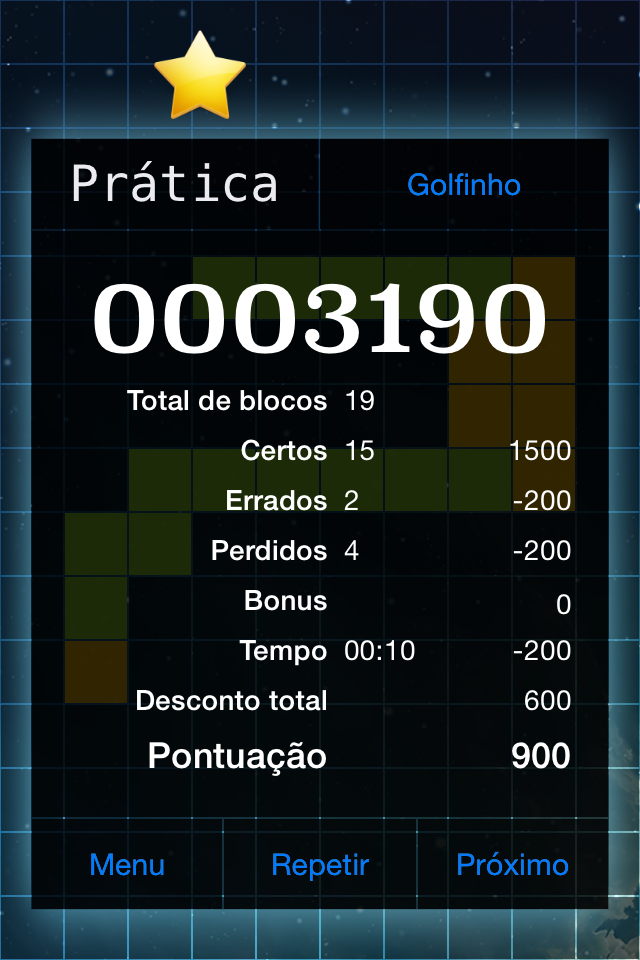 Prática Golfinho
0003190
Total de blocos 19
Certos 15 1500
Errados 2 -200
Perdidos 4 -200
Bonus 0
Tempo 00:10 -200
Desconto total 600
Pontuação 900
Menu Repetir Próximo